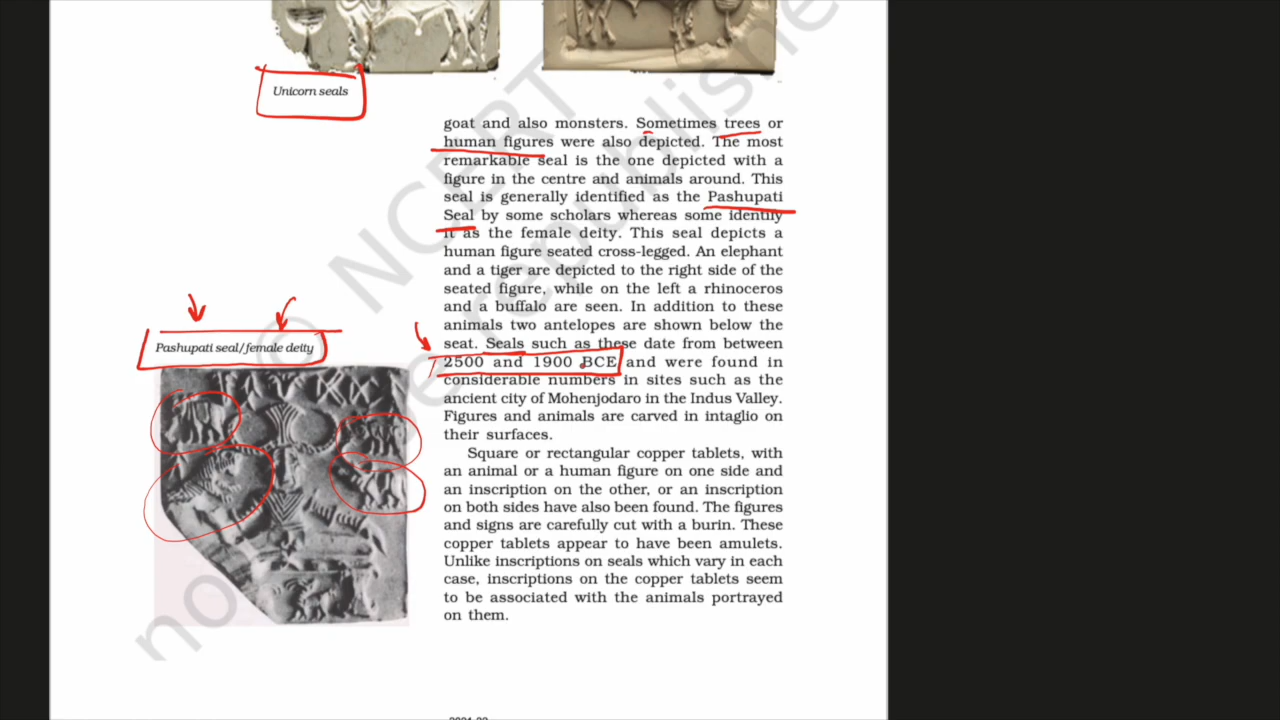 Unicorn seals
goat and also monsters. Sometimes trees or
human figures were also depicted. The most
remarkable seal is the one depicted with a
figure in the centre and animals around. This
seal is generally identified as the Pashupati
Seal by some scholars whereas some identify
it as the female deity. This seal depicts a
human figure seated cross-legged. An elephant
and a tiger are depicted to the right side of the
seated figure, while on the left a rhinoceros
and a buffalo are seen. In addition to these
animals two antelopes are shown below the
seat. Seals such as these date from between
2500 and 1900 BCE and were found in
considerable numbers in sites such as the
ancient city of Mohenjodaro in the Indus Valley.
Figures and animals are carved in intaglio on
their surfaces.
Square or rectangular copper tablets, with
an animal or a human figure on one side and
an inscription on the other, or an inscription
on both sides have also been found. The figures
and signs are carefully cut with a burin. These
copper tablets appear to have been amulets.
Unlike inscriptions on seals which vary in each
case, inscriptions on the copper tablets seem
to be associated with the animals portrayed
on them.
Pashupati seal/female deity
© NCERT
not to be republishe